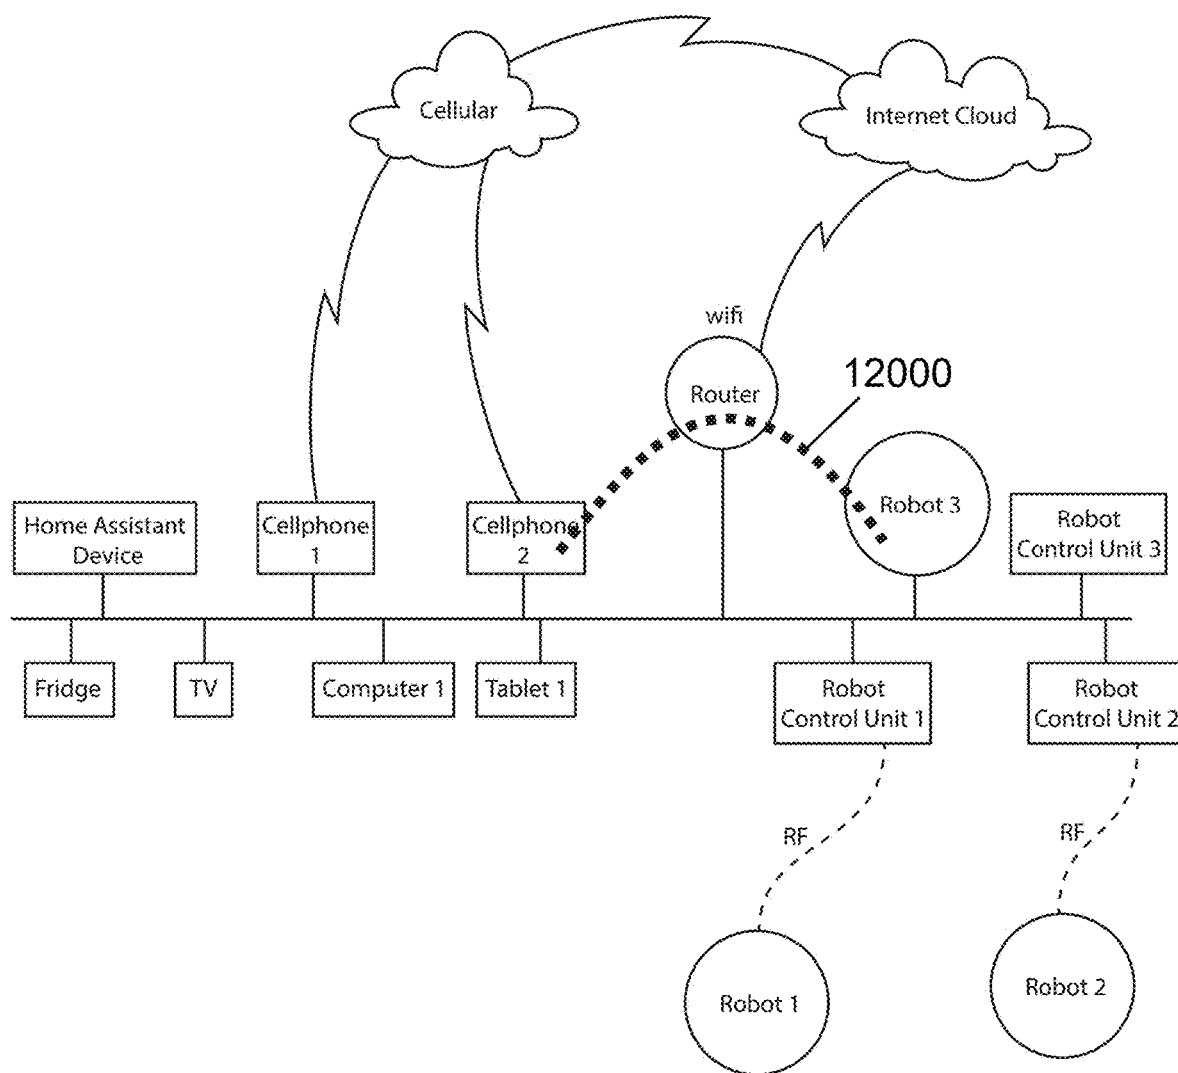 Cellular
Internet Cloud
wifi
Router
12000
Robot 3
Home Assistant
Device
Cellphone
1
Cellphone
2
Robot
Control Unit 3
Fridge
TV
Computer 1
Tablet 1
Robot
Control Unit 1
Robot
Control Unit 2
RF
RF
Robot 1
Robot 2